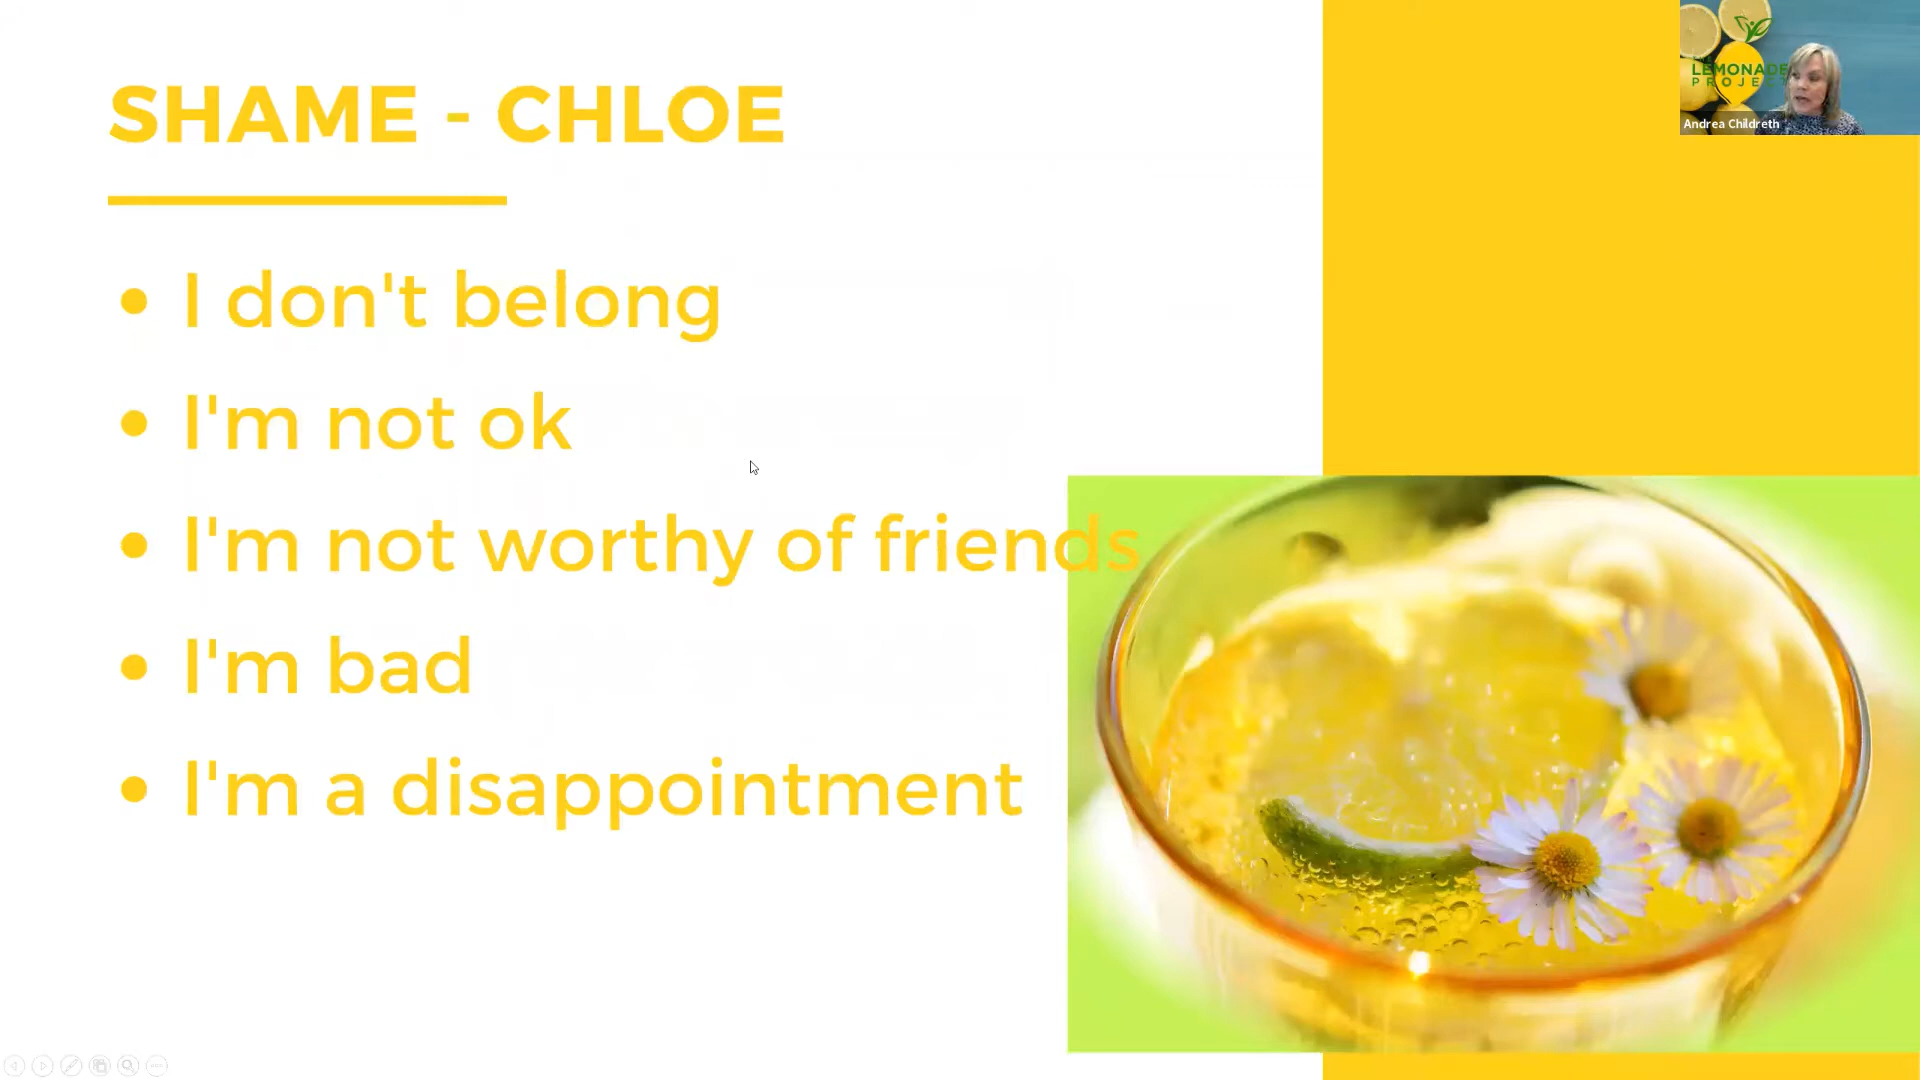 SHAME - CHLOE
LEMONADE
PROJECT
Andrea Childreth
• I don't belong
• I'm not ok
• I'm not worthy of friends
• I'm bad
• I'm a disappointment